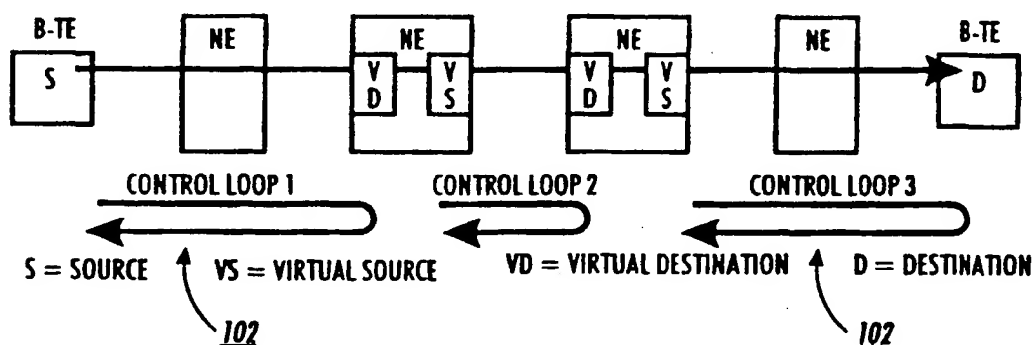 B-TE NE NE NE NE B-TE
S V D V S V D V S D
CONTROL LOOP 1 CONTROL LOOP 2 CONTROL LOOP 3
S = SOURCE VS = VIRTUAL SOURCE VD = VIRTUAL DESTINATION D = DESTINATION
102 102